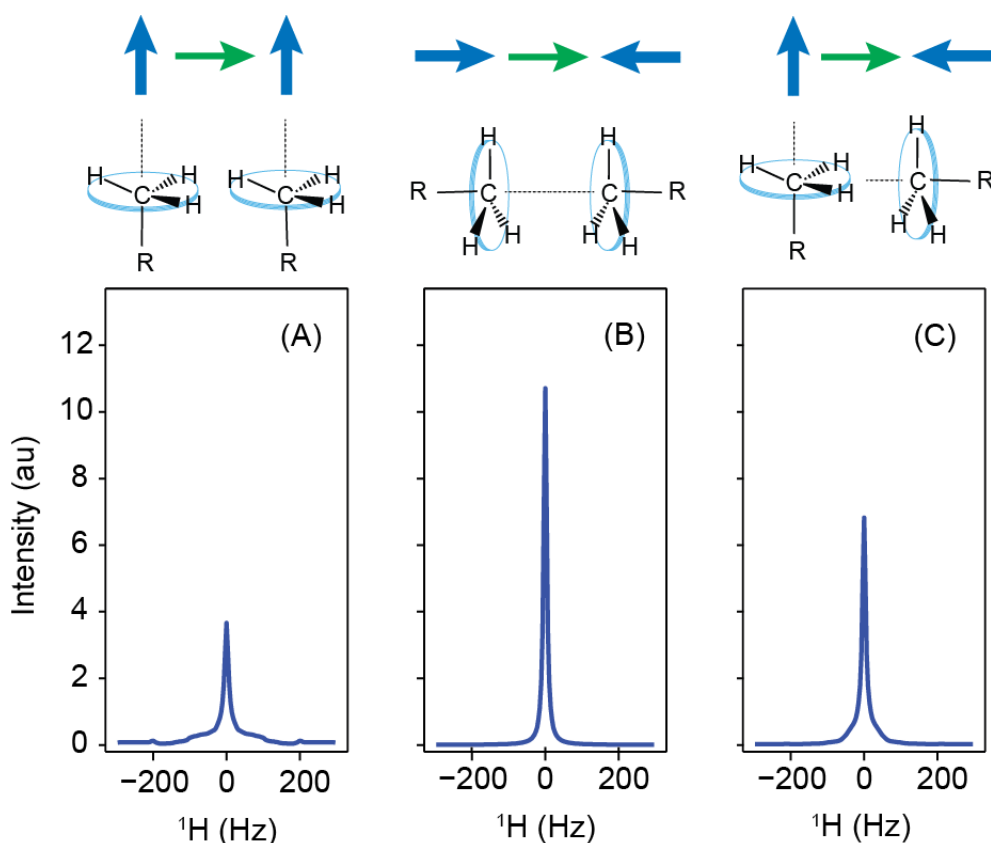 H H C H
R
H H C H
R
H
R C
H H
H
C R
H H
H H C H
R
H
C R
H H
(A)
(B)
(C)
Intensity (au)
12
10
8
6
4
2
0
−200 0 200
−200 0 200
−200 0 200
¹H (Hz)
¹H (Hz)
¹H (Hz)